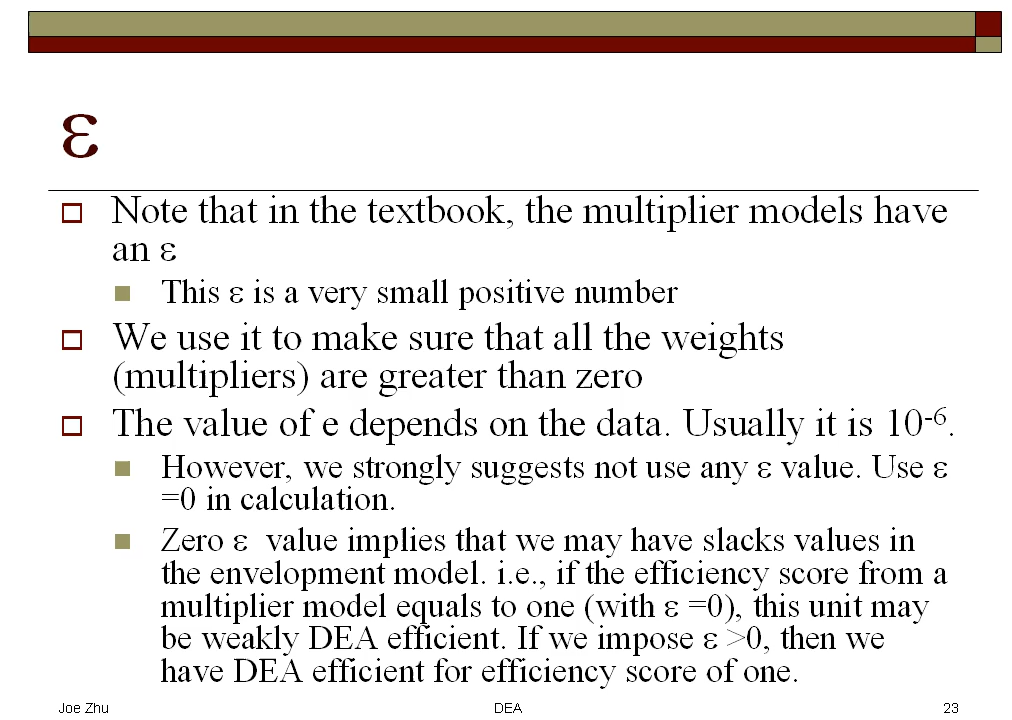 ε
Note that in the textbook, the multiplier models have
an ε
This ε is a very small positive number
We use it to make sure that all the weights
(multipliers) are greater than zero
The value of e depends on the data. Usually it is 10⁻⁶.
However, we strongly suggests not use any ε value. Use ε
=0 in calculation.
Zero ε  value implies that we may have slacks values in
the envelopment model. i.e., if the efficiency score from a
multiplier model equals to one (with ε =0), this unit may
be weakly DEA efficient. If we impose ε >0, then we
have DEA efficient for efficiency score of one.
Joe Zhu
DEA
23